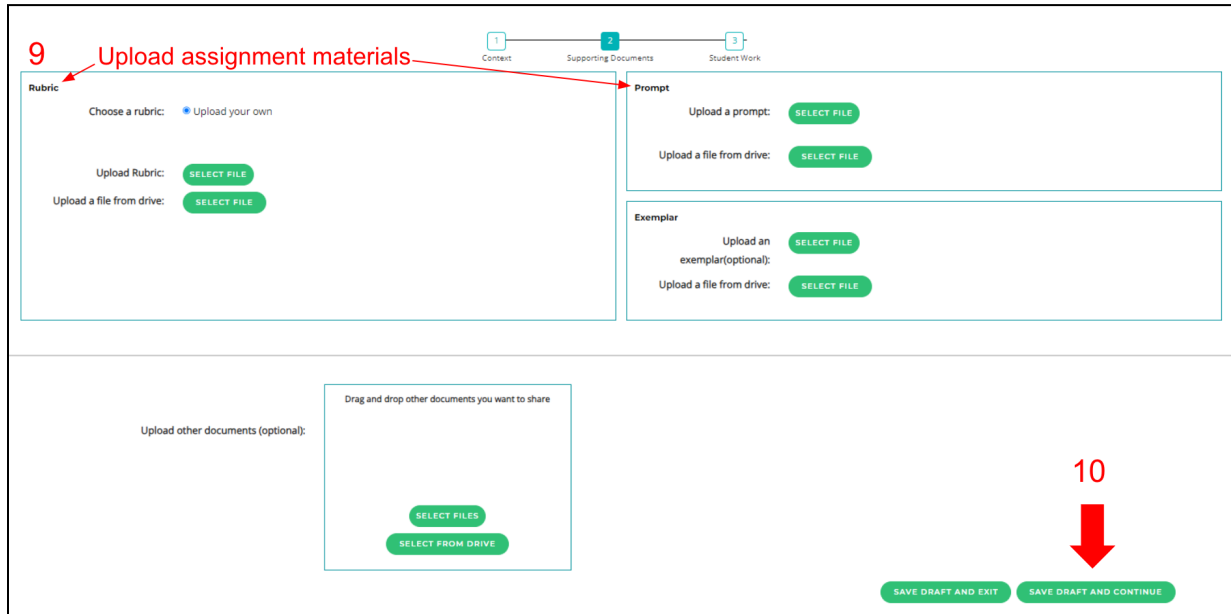 9
Upload assignment materials
1
2
3
Context
Supporting Documents
Student Work
Rubric
Choose a rubric:
Upload your own
Upload Rubric:
SELECT FILE
Upload a file from drive:
SELECT FILE
Prompt
Upload a prompt:
SELECT FILE
Upload a file from drive:
SELECT FILE
Exemplar
Upload an
exemplar(optional):
SELECT FILE
Upload a file from drive:
SELECT FILE
Upload other documents (optional):
Drag and drop other documents you want to share
SELECT FILES
SELECT FROM DRIVE
10
SAVE DRAFT AND EXIT
SAVE DRAFT AND CONTINUE